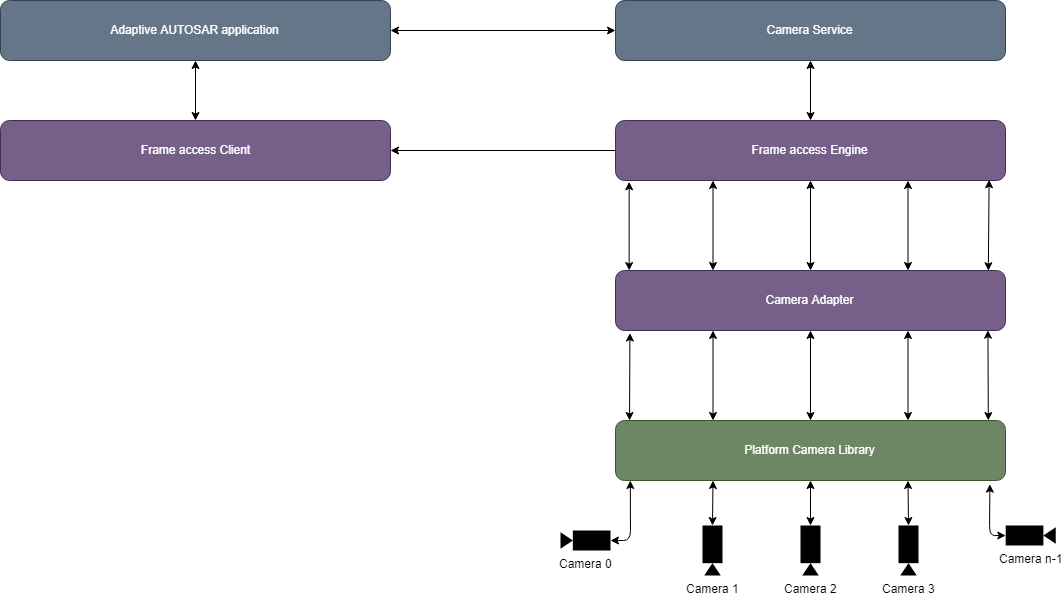 Adaptive AUTOSAR application
Camera Service
Frame access Client
Frame access Engine
Camera Adapter
Platform Camera Library
Camera 0
Camera 1
Camera 2
Camera 3
Camera n-1